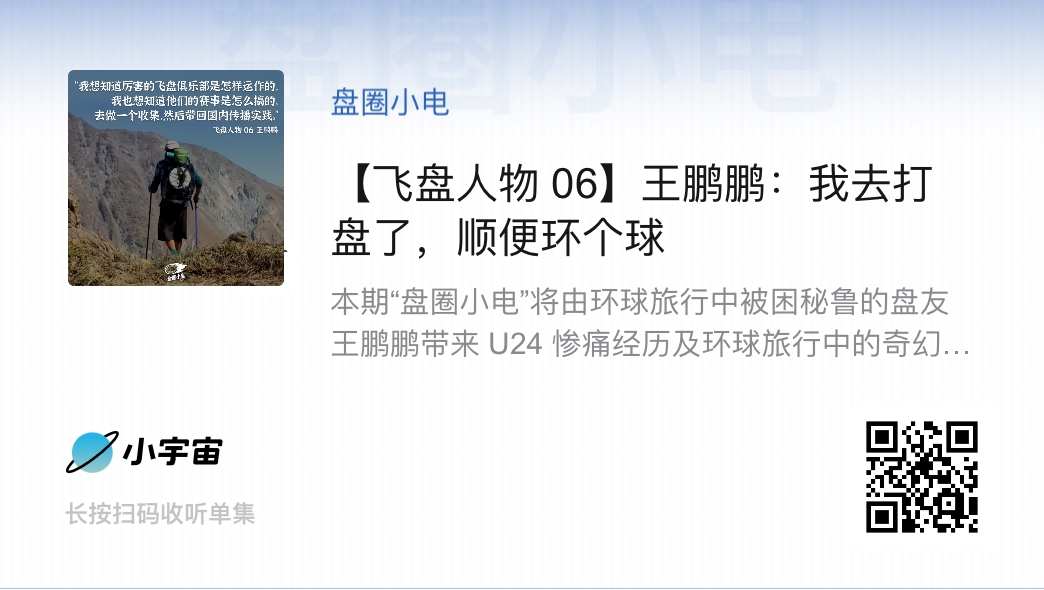 盘圈小电
"我想知道厉害的飞盘俱乐部是怎样运作的,
我也想知道他们的赛事是怎么搞的,
去做一个收集,然后带回国内传播实践。"
飞盘人物 06 王鹏鹏
盘圈小电
【飞盘人物 06】王鹏鹏：我去打
盘了，顺便环个球
本期“盘圈小电”将由环球旅行中被困秘鲁的盘友
王鹏鹏带来 U24 惨痛经历及环球旅行中的奇幻…
小宇宙
长按扫码收听单集